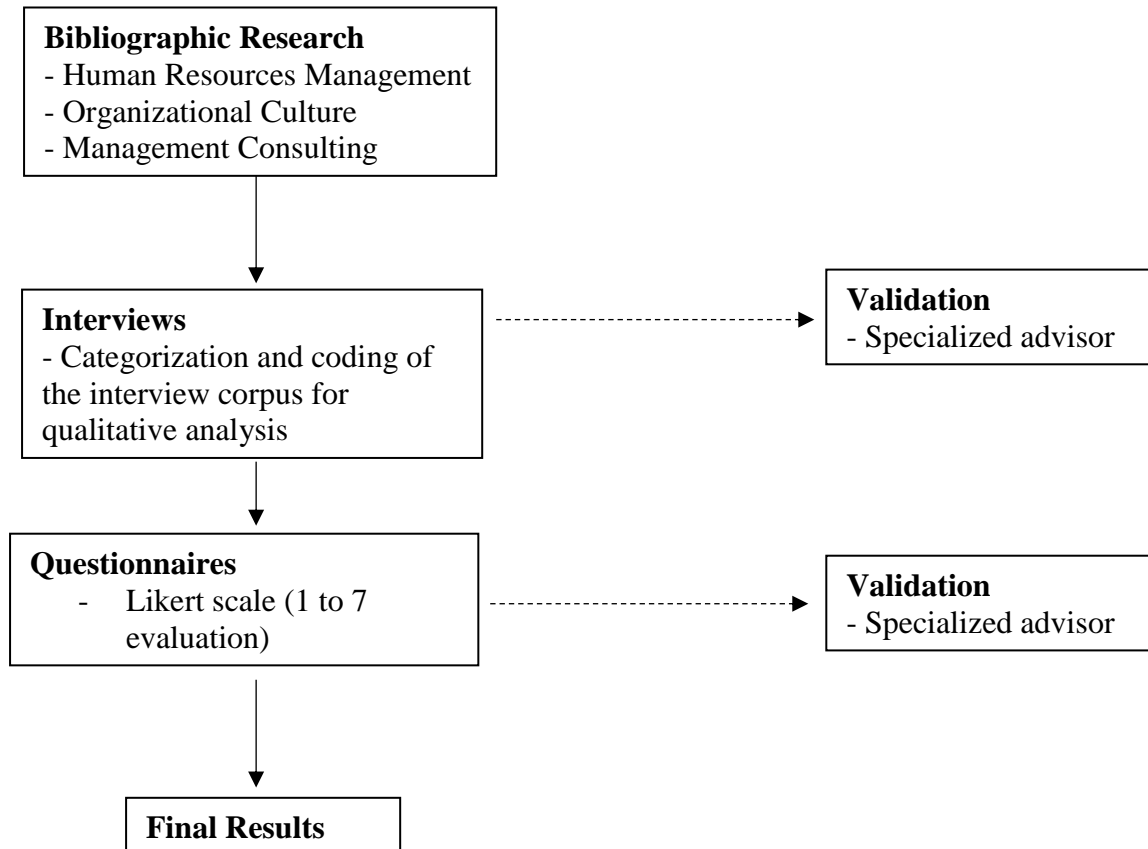 Bibliographic Research
- Human Resources Management
- Organizational Culture
- Management Consulting
Interviews
- Categorization and coding of
the interview corpus for
qualitative analysis
Validation
- Specialized advisor
Questionnaires
- Likert scale (1 to 7
evaluation)
Validation
- Specialized advisor
Final Results